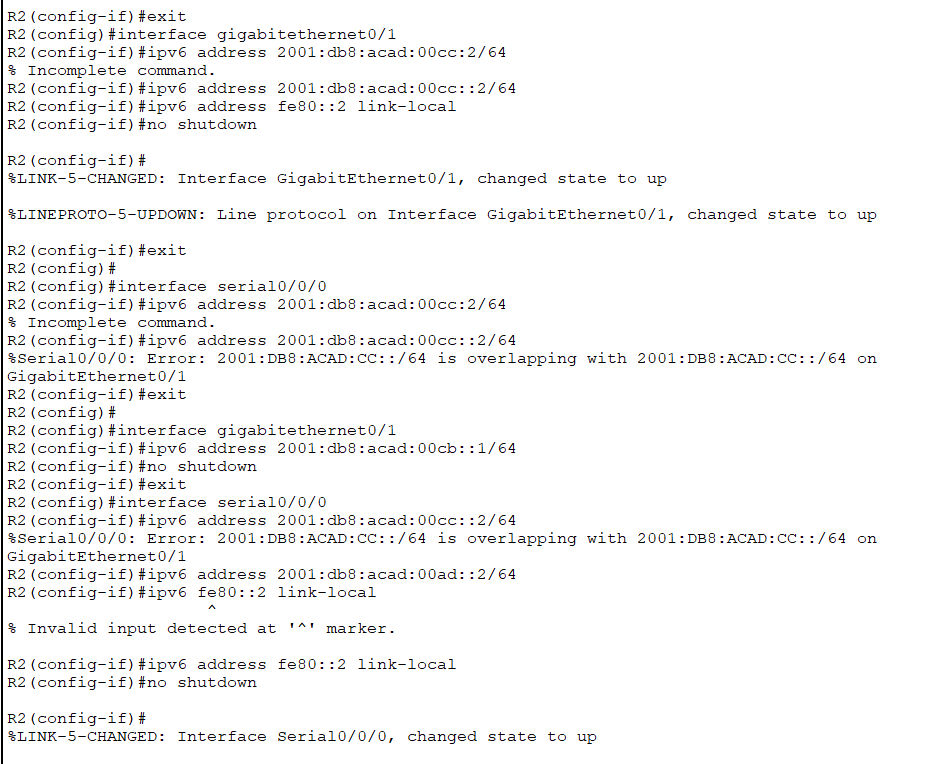 R2(config-if)#exit
R2(config)#interface gigabitethernet0/1
R2(config-if)#ipv6 address 2001:db8:acad:00cc:2/64
% Incomplete command.
R2(config-if)#ipv6 address 2001:db8:acad:00cc::2/64
R2(config-if)#ipv6 address fe80::2 link-local
R2(config-if)#no shutdown
R2(config-if)#
%LINK-5-CHANGED: Interface GigabitEthernet0/1, changed state to up
%LINEPROTO-5-UPDOWN: Line protocol on Interface GigabitEthernet0/1, changed state to up
R2(config-if)#exit
R2(config)#
R2(config)#interface serial0/0/0
R2(config-if)#ipv6 address 2001:db8:acad:00cc:2/64
% Incomplete command.
R2(config-if)#ipv6 address 2001:db8:acad:00cc::2/64
%Serial0/0/0: Error: 2001:DB8:ACAD:CC::/64 is overlapping with 2001:DB8:ACAD:CC::/64 on
GigabitEthernet0/1
R2(config-if)#exit
R2(config)#
R2(config)#interface gigabitethernet0/1
R2(config-if)#ipv6 address 2001:db8:acad:00cb::1/64
R2(config-if)#no shutdown
R2(config-if)#exit
R2(config)#interface serial0/0/0
R2(config-if)#ipv6 address 2001:db8:acad:00cc::2/64
%Serial0/0/0: Error: 2001:DB8:ACAD:CC::/64 is overlapping with 2001:DB8:ACAD:CC::/64 on
GigabitEthernet0/1
R2(config-if)#ipv6 address 2001:db8:acad:00ad::2/64
R2(config-if)#ipv6 fe80::2 link-local
^
% Invalid input detected at '^' marker.
R2(config-if)#ipv6 address fe80::2 link-local
R2(config-if)#no shutdown
R2(config-if)#
%LINK-5-CHANGED: Interface Serial0/0/0, changed state to up